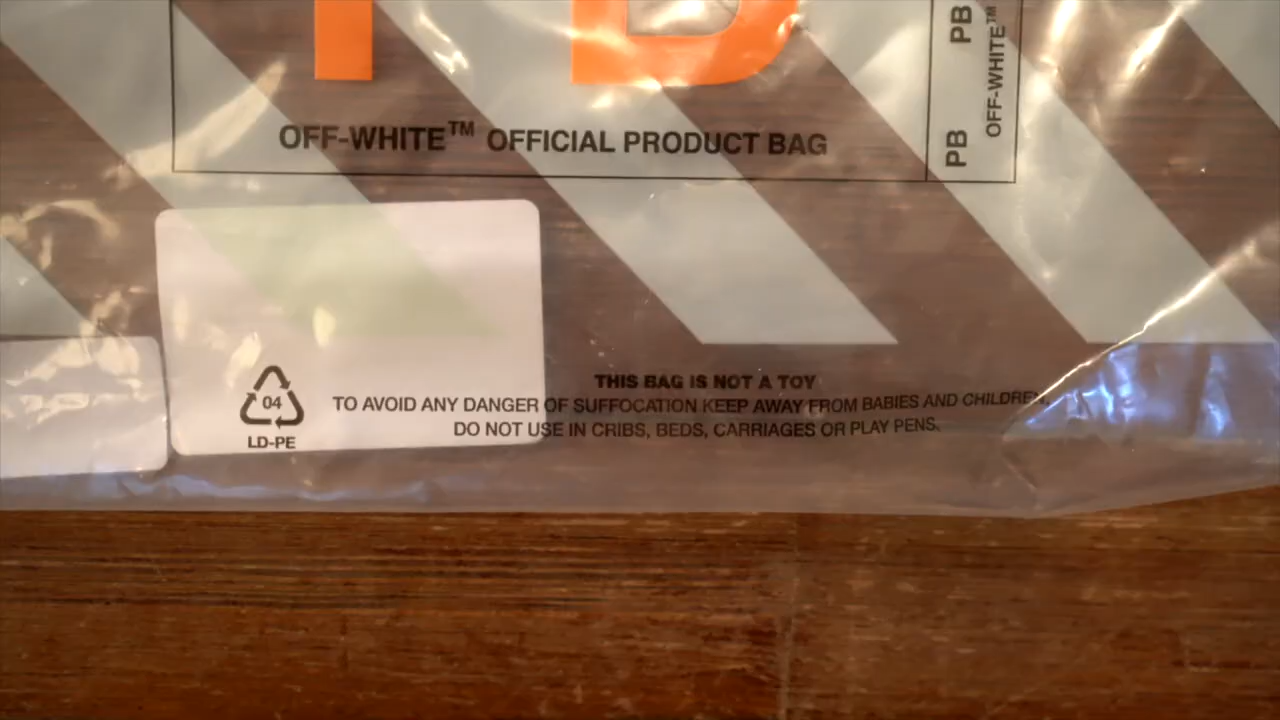 PB
OFF-WHITE™ OFFICIAL PRODUCT BAG
PB
PB
OFF-WHITE™
THIS BAG IS NOT A TOY
TO AVOID ANY DANGER OF SUFFOCATION KEEP AWAY FROM BABIES AND CHILDREN,
DO NOT USE IN CRIBS, BEDS, CARRIAGES OR PLAY PENS.
04
LD-PE